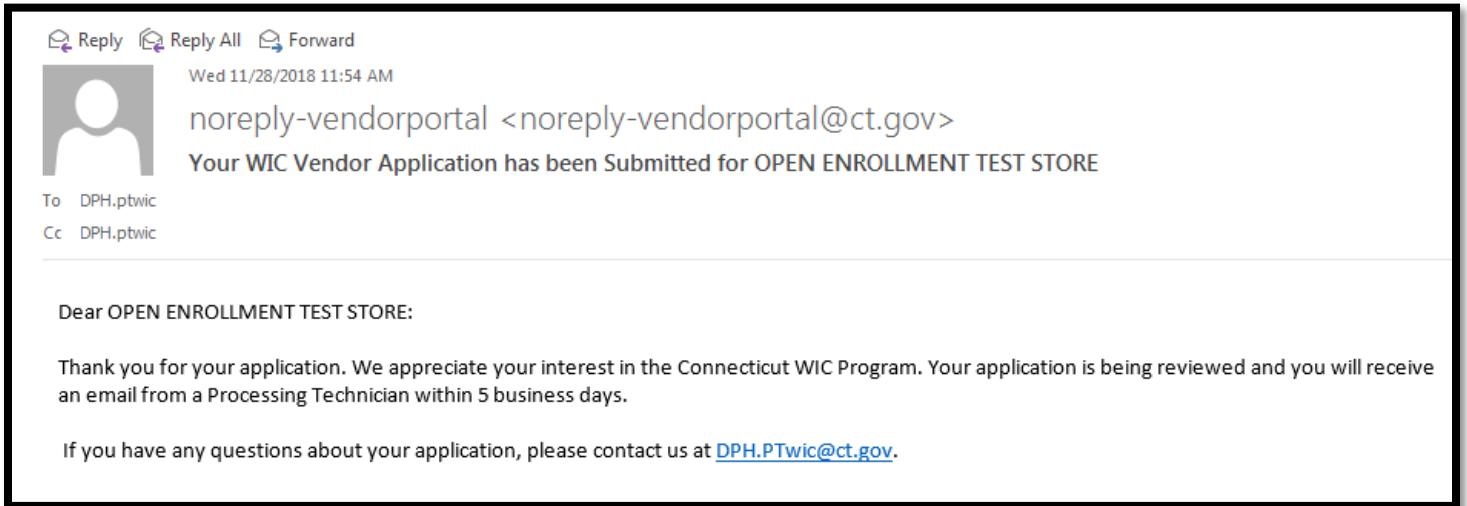 Reply Reply All Forward
Wed 11/28/2018 11:54 AM
noreply-vendorportal <noreply-vendorportal@ct.gov>
Your WIC Vendor Application has been Submitted for OPEN ENROLLMENT TEST STORE
To DPH.ptwic
Cc DPH.ptwic
Dear OPEN ENROLLMENT TEST STORE:
Thank you for your application. We appreciate your interest in the Connecticut WIC Program. Your application is being reviewed and you will receive
an email from a Processing Technician within 5 business days.
If you have any questions about your application, please contact us at DPH.PTwic@ct.gov.